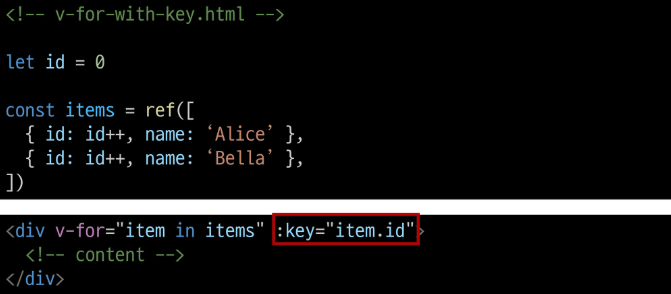 <!-- v-for-with-key.html -->
let id = 0
const items = ref([
{ id: id++, name: ‘Alice’ },
{ id: id++, name: ‘Bella’ },
])
<div v-for="item in items" :key="item.id">
<!-- content -->
</div>